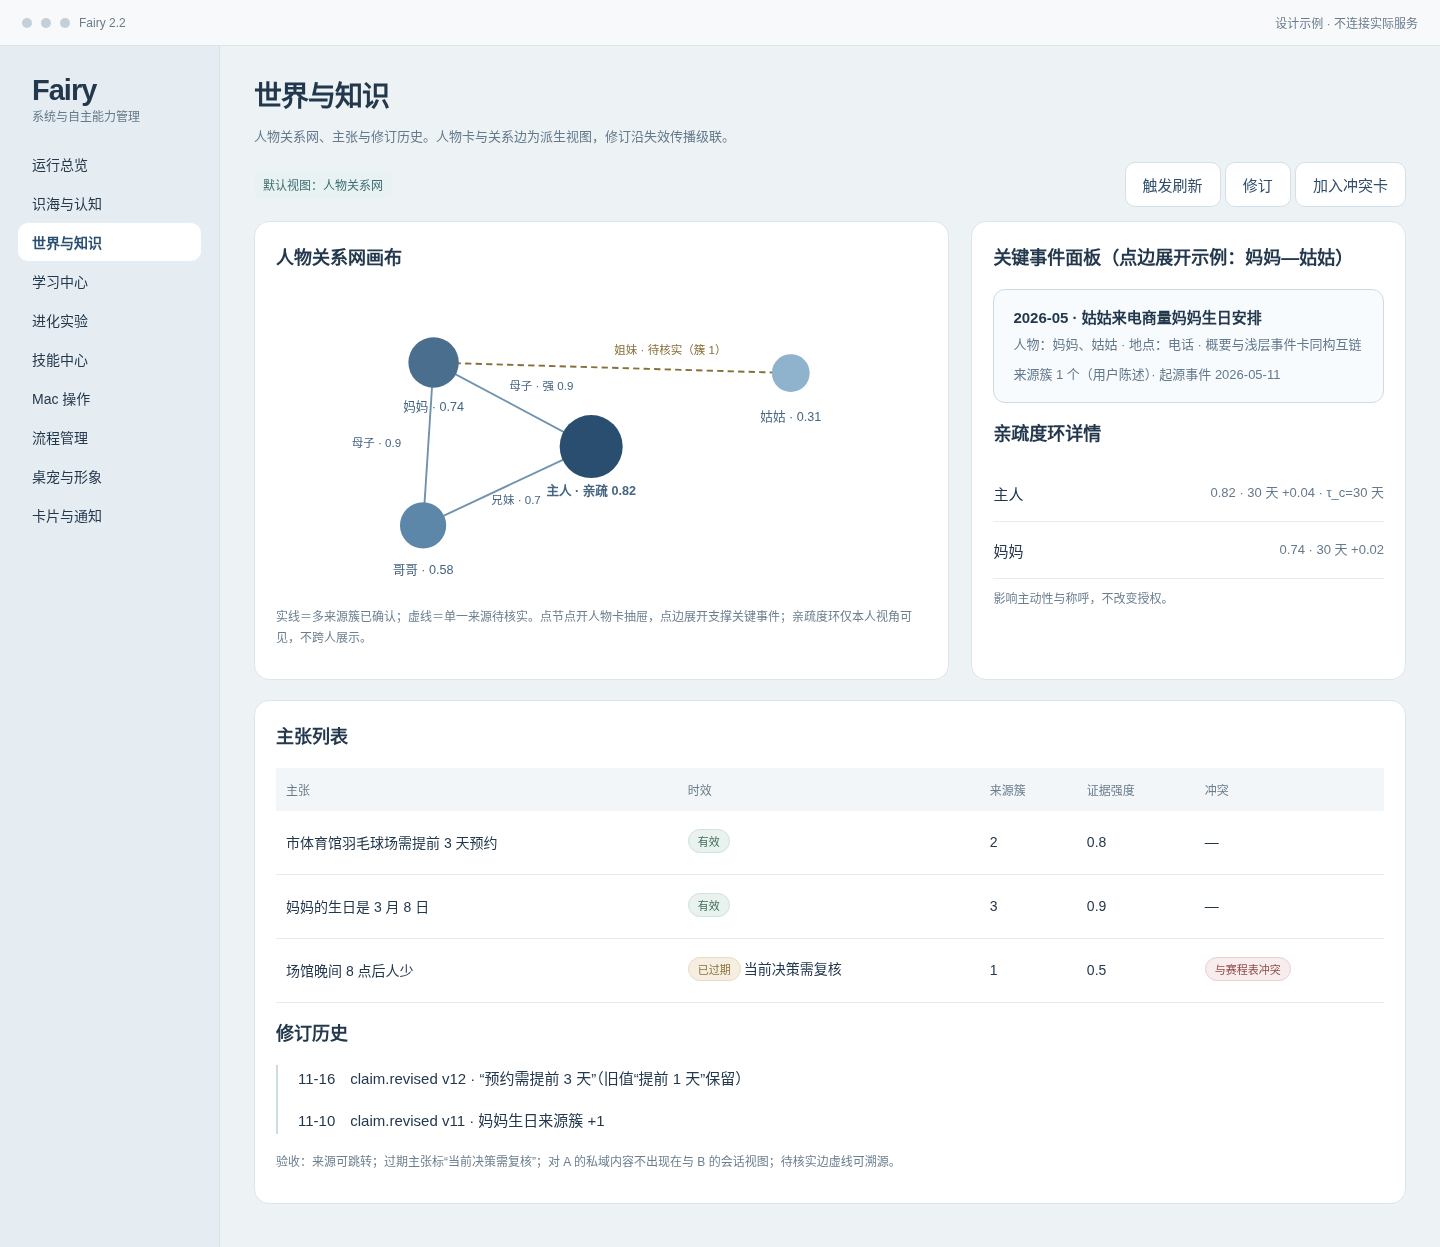 Fairy 2.2
设计示例 · 不连接实际服务
Fairy
系统与自主能力管理
运行总览
识海与认知
世界与知识
学习中心
进化实验
技能中心
Mac 操作
流程管理
桌宠与形象
卡片与通知
世界与知识
人物关系网、主张与修订历史。人物卡与关系边为派生视图，修订沿失效传播级联。
默认视图：人物关系网
触发刷新
修订
加入冲突卡
人物关系网画布
姐妹 · 待核实（簇 1）
母子 · 强 0.9
妈妈 · 0.74
姑姑 · 0.31
母子 · 0.9
主人 · 亲疏 0.82
兄妹 · 0.7
哥哥 · 0.58
实线＝多来源簇已确认；虚线＝单一来源待核实。点节点开人物卡抽屉，点边展开支撑关键事件；亲疏度环仅本人视角可
见，不跨人展示。
关键事件面板（点边展开示例：妈妈—姑姑）
2026-05 · 姑姑来电商量妈妈生日安排
人物：妈妈、姑姑 · 地点：电话 · 概要与浅层事件卡同构互链
来源簇 1 个（用户陈述）· 起源事件 2026-05-11
亲疏度环详情
主人
0.82 · 30 天 +0.04 · τ_c=30 天
妈妈
0.74 · 30 天 +0.02
影响主动性与称呼，不改变授权。
主张列表
主张 时效 来源簇 证据强度 冲突
市体育馆羽毛球场需提前 3 天预约 有效 2 0.8 —
妈妈的生日是 3 月 8 日 有效 3 0.9 —
场馆晚间 8 点后人少 已过期 当前决策需复核 1 0.5 与赛程表冲突
修订历史
11-16 claim.revised v12 · “预约需提前 3 天”（旧值“提前 1 天”保留）
11-10 claim.revised v11 · 妈妈生日来源簇 +1
验收：来源可跳转；过期主张标“当前决策需复核”；对 A 的私域内容不出现在与 B 的会话视图；待核实边虚线可溯源。